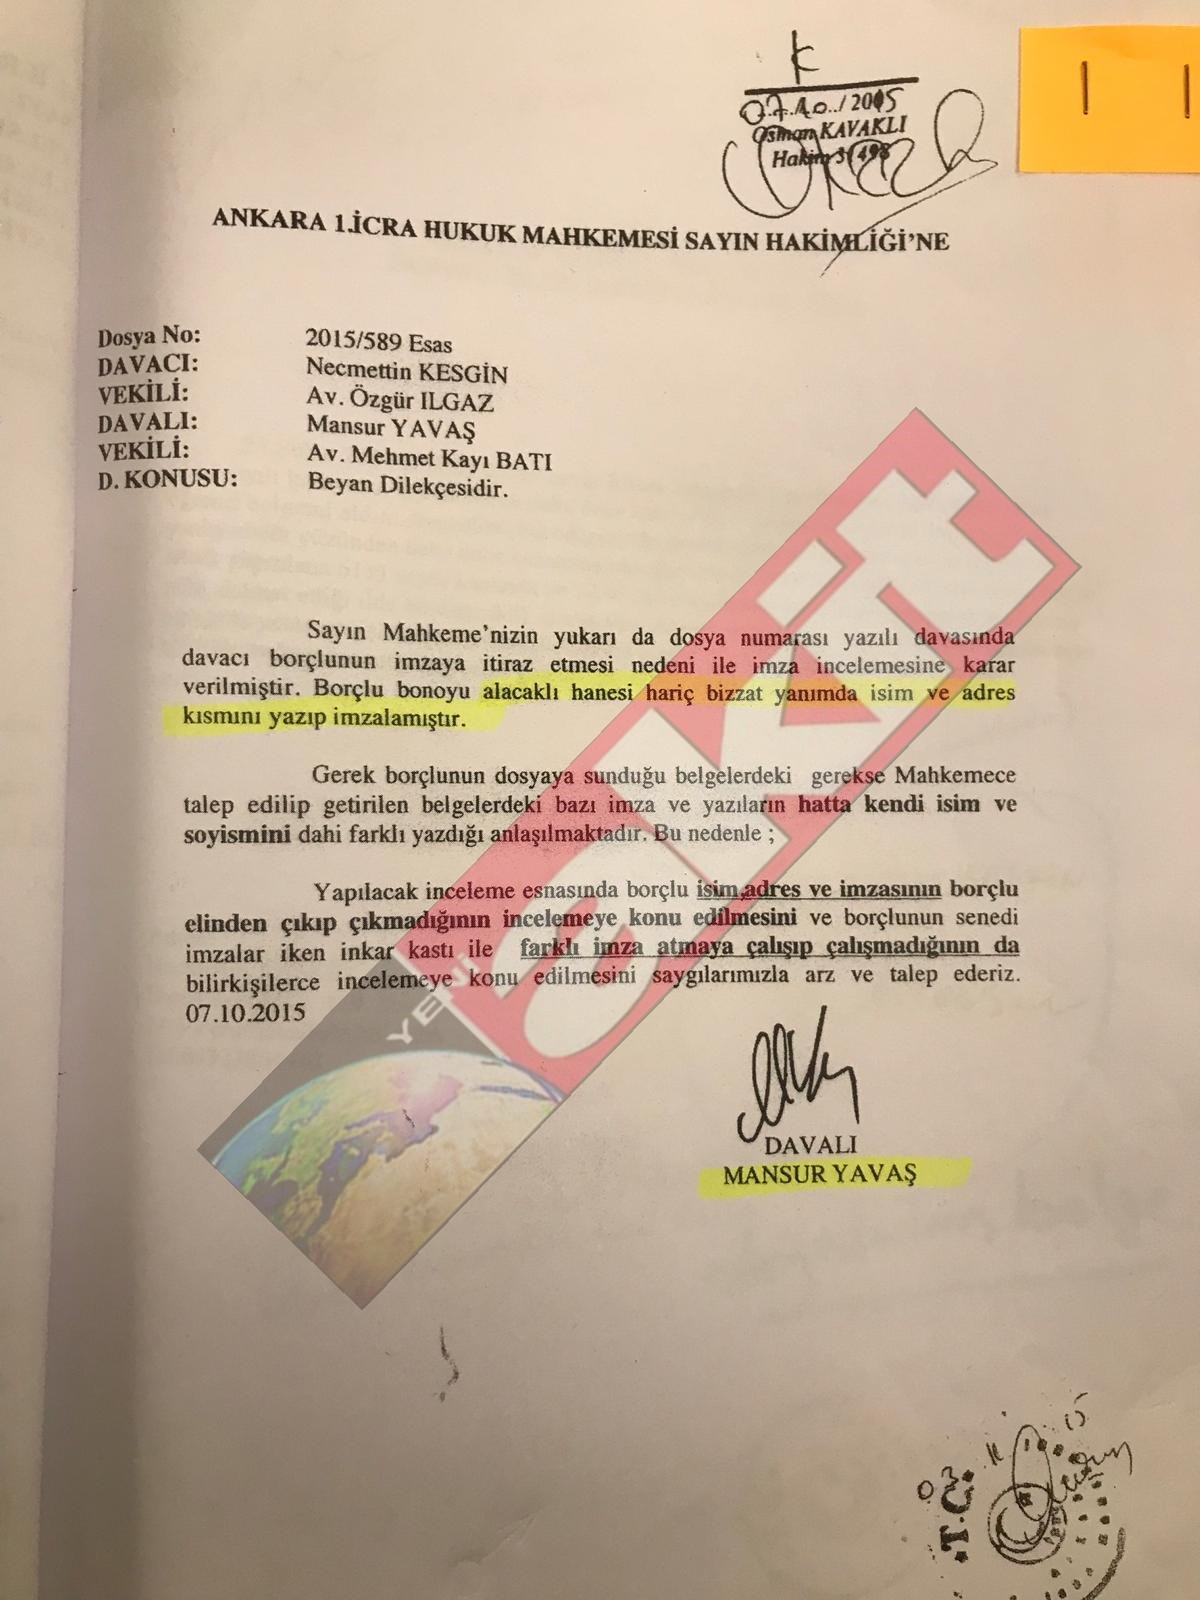 K
07.10./2015
Osman KAVAKLI
Hakim
ANKARA 1.İCRA HUKUK MAHKEMESİ SAYIN HAKİMLİĞİ'NE
Dosya No: 2015/589 Esas
DAVACI: Necmettin KESGİN
VEKİLİ: Av. Özgür ILGAZ
DAVALI: Mansur YAVAŞ
VEKİLİ: Av. Mehmet Kayı BATI
D. KONUSU: Beyan Dilekçesidir.
Sayın Mahkeme'nizin yukarı da dosya numarası yazılı davasında
davacı borçlunun imzaya itiraz etmesi nedeni ile imza incelemesine karar
verilmiştir. Borçlu bonoyu alacaklı hanesi hariç bizzat yanımda isim ve adres
kısmını yazıp imzalamıştır.
Gerek borçlunun dosyaya sunduğu belgelerdeki gerekse Mahkemece
talep edilip getirilen belgelerdeki bazı imza ve yazıların hatta kendi isim ve
soyismini dahi farklı yazdığı anlaşılmaktadır. Bu nedenle ;
Yapılacak inceleme esnasında borçlu isim,adres ve imzasının borçlu
elinden çıkıp çıkmadığının incelemeye konu edilmesini ve borçlunun senedi
imzalar iken inkar kastı ile farklı imza atmaya çalışıp çalışmadığının da
bilirkişilerce incelemeye konu edilmesini saygılarımızla arz ve talep ederiz.
07.10.2015
YENİ
akit
DAVALI
MANSUR YAVAŞ
T.C.